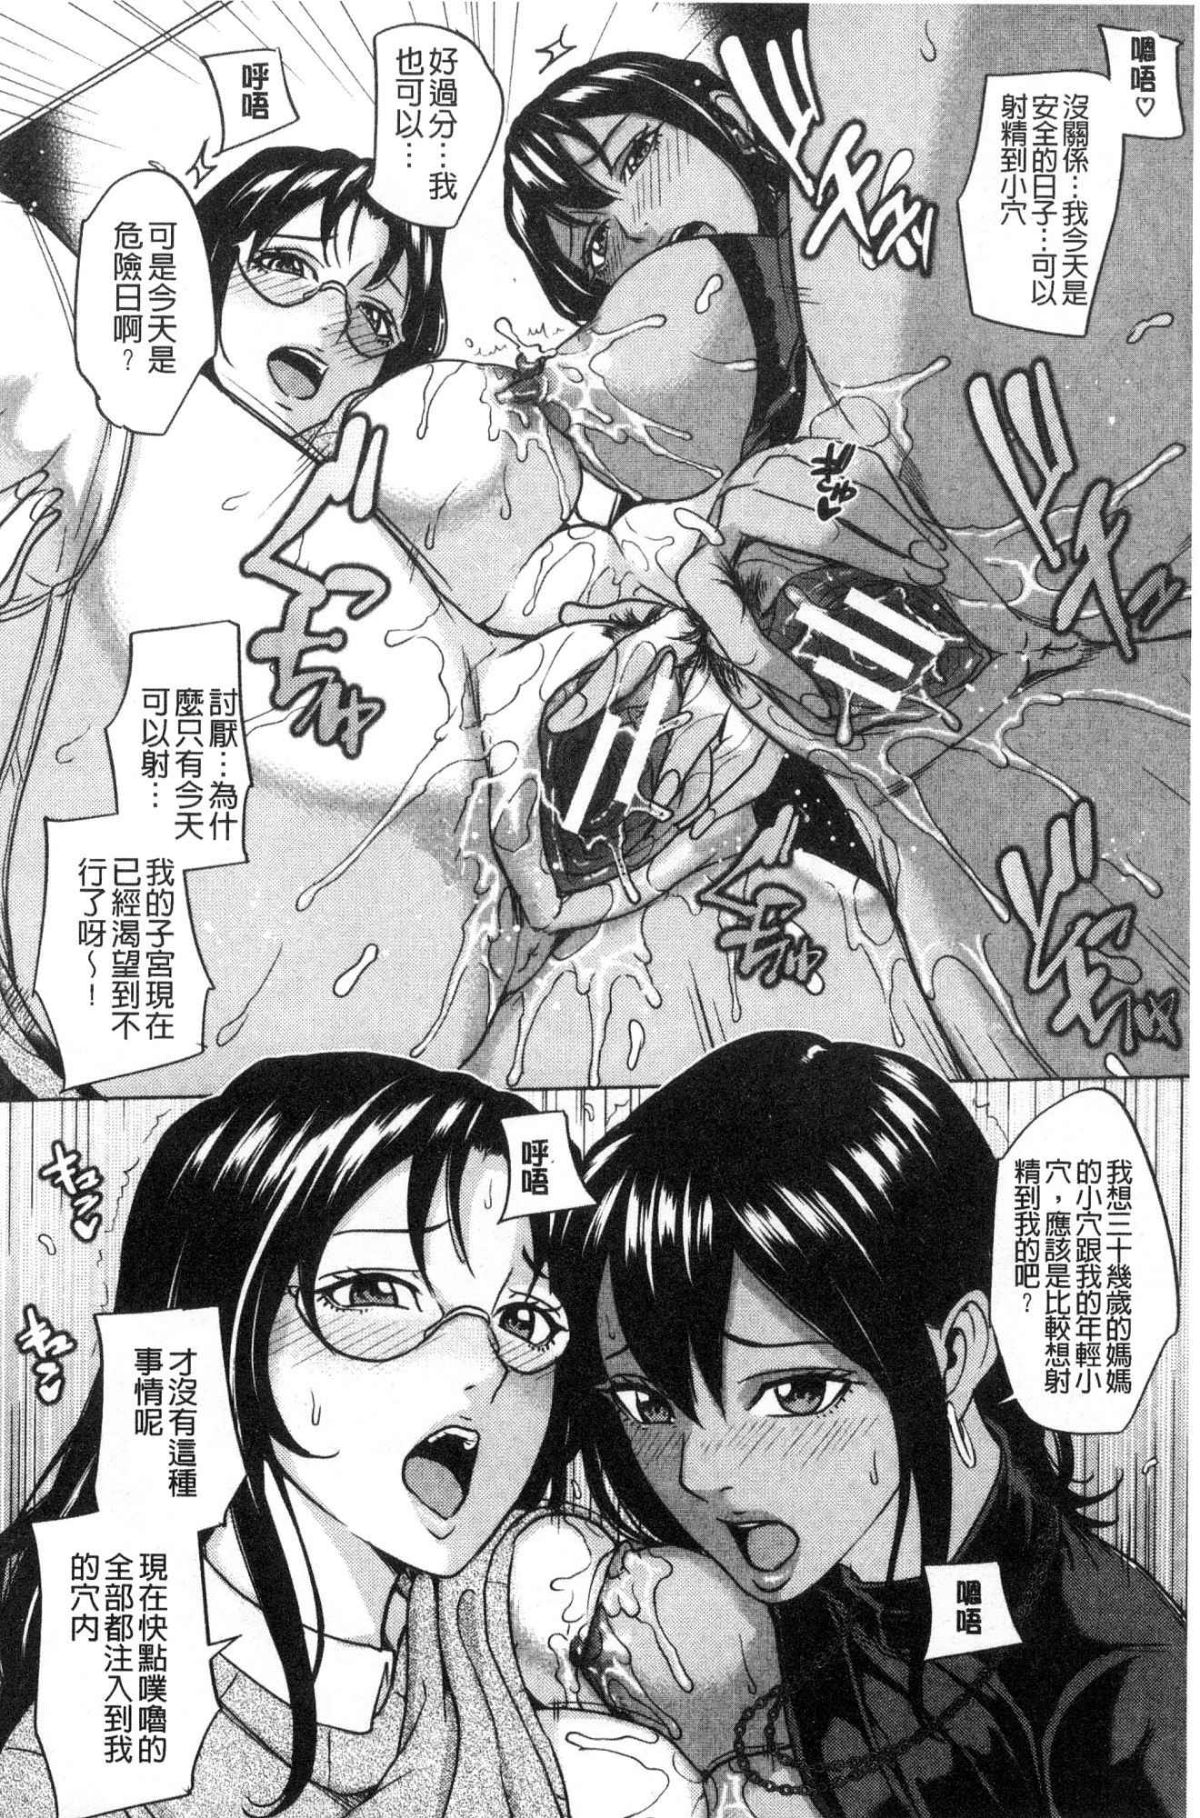 嗯唔♡
沒關係…我今天是
安全的日子…可以
射精到小穴
好過分…我
也可以…
呼唔
可是今天是
危險日啊？
討厭…為什
麼只有今天
可以射…
我的子宮現在
已經渴望到不
行了呀～！
我想三十幾歲的媽媽
的小穴跟我的年輕小
穴，應該是比較想射
精到我的吧？
呼唔
才沒有這種
事情呢
嗯唔
現在快點噗嚕的
全部都注入到我
的穴内